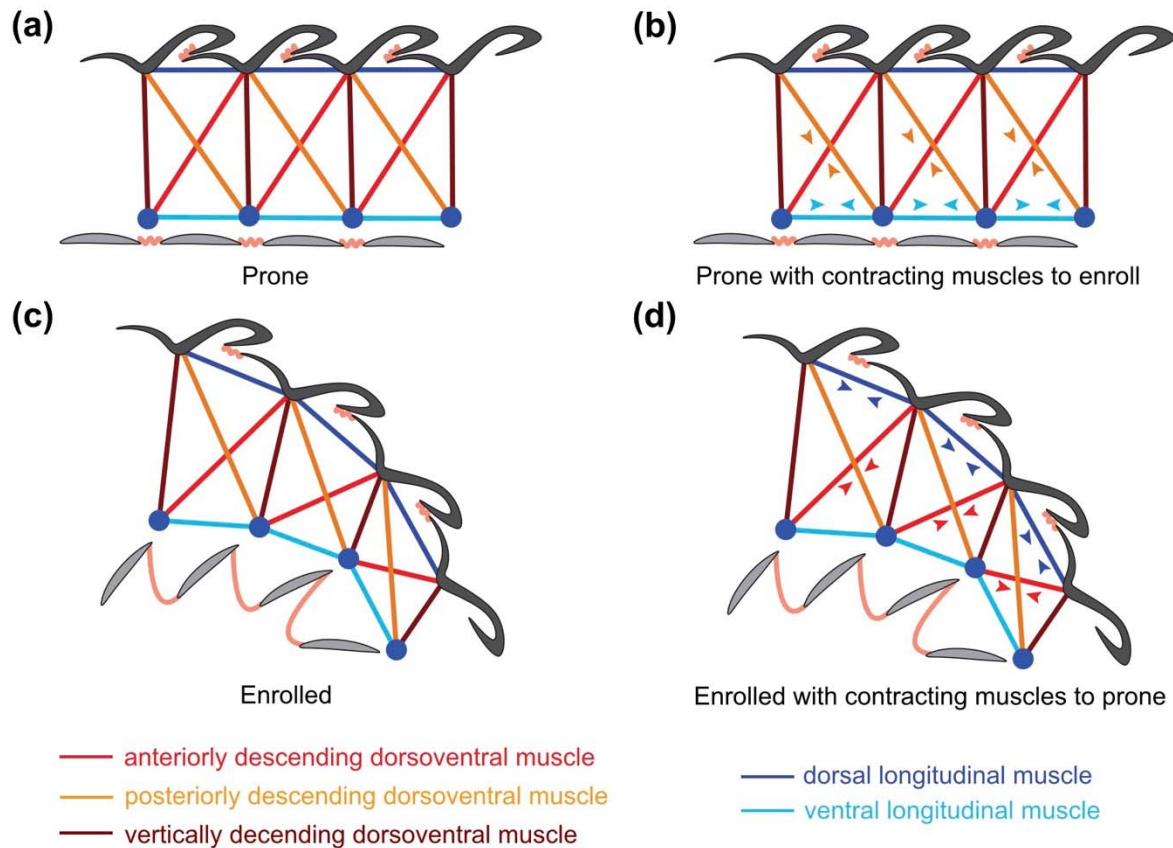 (a)
(b)
Prone
Prone with contracting muscles to enroll
(c)
(d)
Enrolled
Enrolled with contracting muscles to prone
anteriorly descending dorsoventral muscle
posteriorly descending dorsoventral muscle
vertically decending dorsoventral muscle
dorsal longitudinal muscle
ventral longitudinal muscle